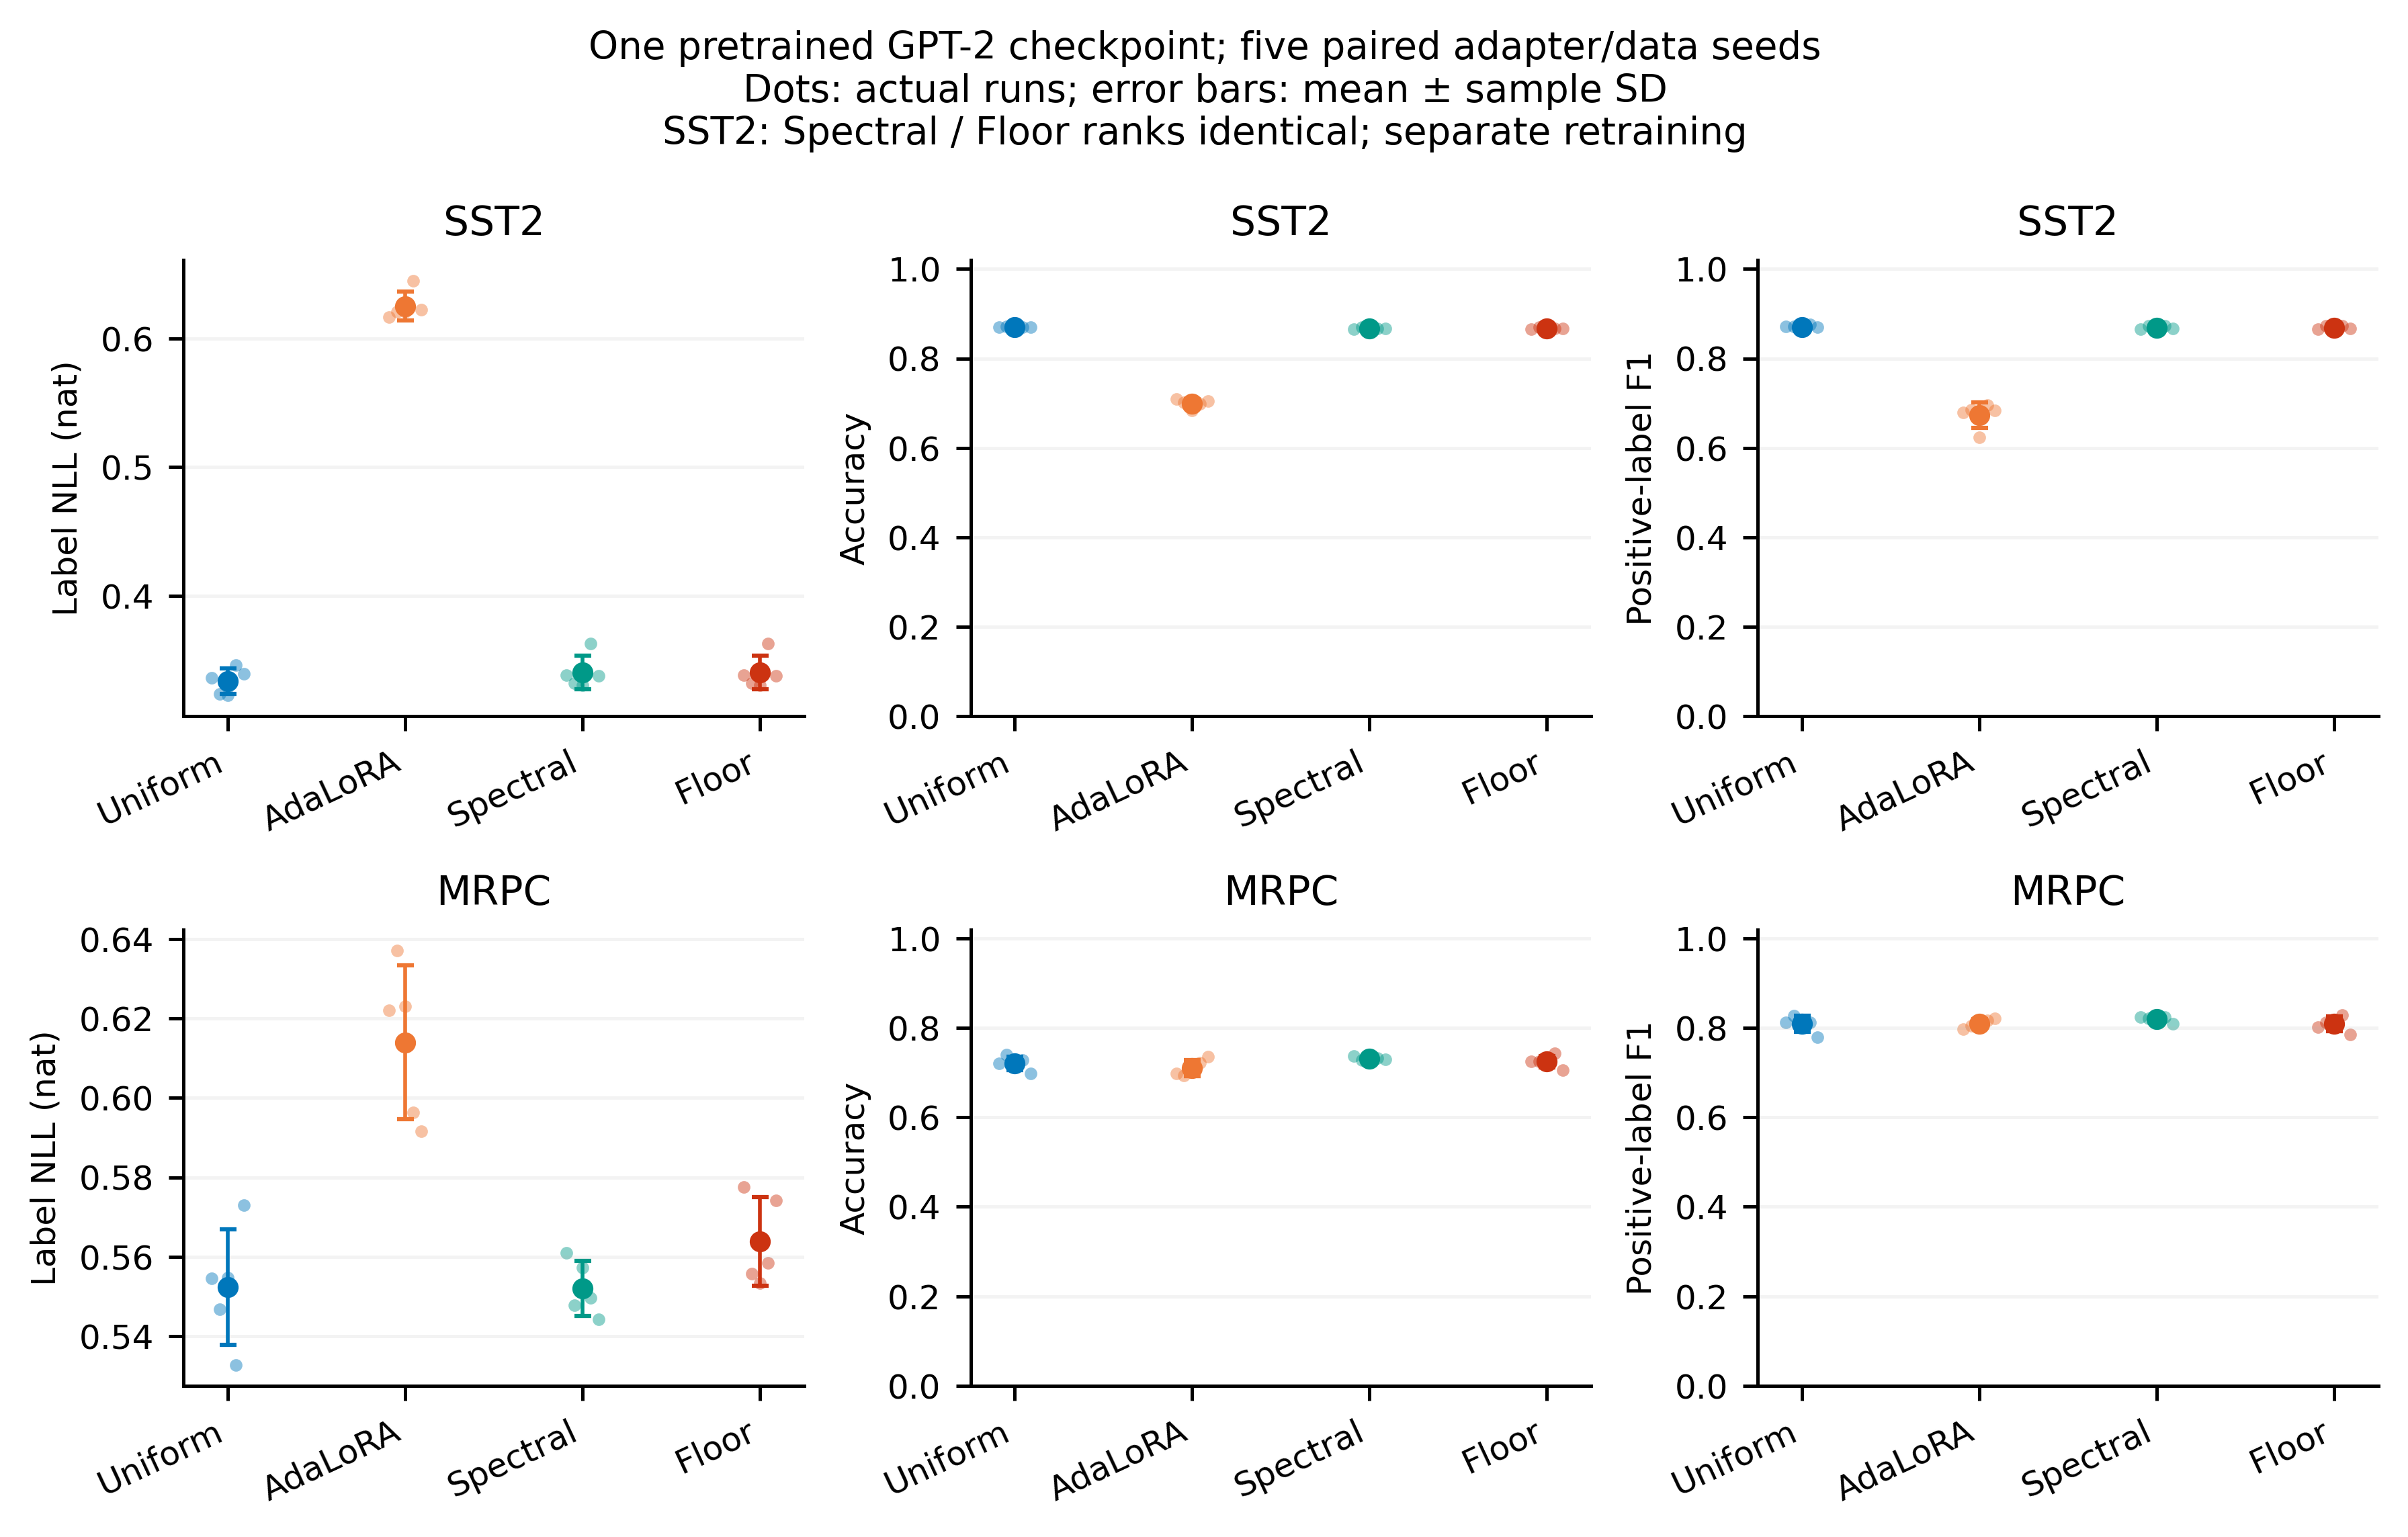 One pretrained GPT-2 checkpoint; five paired adapter/data seeds
Dots: actual runs; error bars: mean ± sample SD
SST2: Spectral / Floor ranks identical; separate retraining
SST2
Label NLL (nat)
0.6
0.5
0.4
Uniform
AdaLoRA
Spectral
Floor
SST2
Accuracy
1.0
0.8
0.6
0.4
0.2
0.0
Uniform
AdaLoRA
Spectral
Floor
SST2
Positive-label F1
1.0
0.8
0.6
0.4
0.2
0.0
Uniform
AdaLoRA
Spectral
Floor
MRPC
Label NLL (nat)
0.64
0.62
0.60
0.58
0.56
0.54
Uniform
AdaLoRA
Spectral
Floor
MRPC
Accuracy
1.0
0.8
0.6
0.4
0.2
0.0
Uniform
AdaLoRA
Spectral
Floor
MRPC
Positive-label F1
1.0
0.8
0.6
0.4
0.2
0.0
Uniform
AdaLoRA
Spectral
Floor